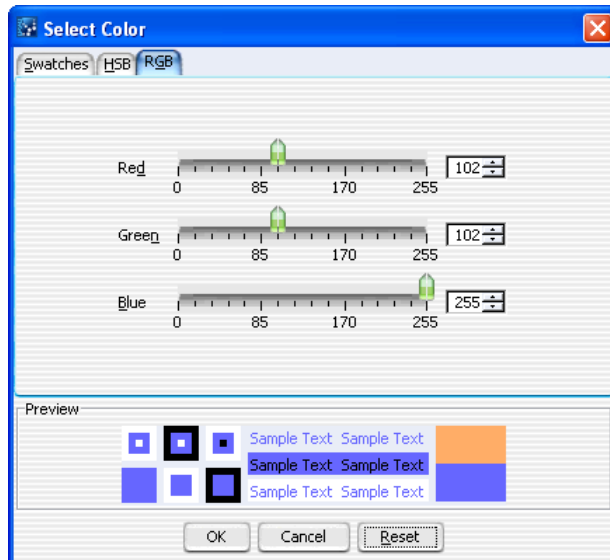 Select Color
Swatches HSB RGB
Red 102
0 85 170 255
Green 102
0 85 170 255
Blue 255
0 85 170 255
Preview
Sample Text Sample Text
Sample Text Sample Text
Sample Text Sample Text
OK Cancel Reset